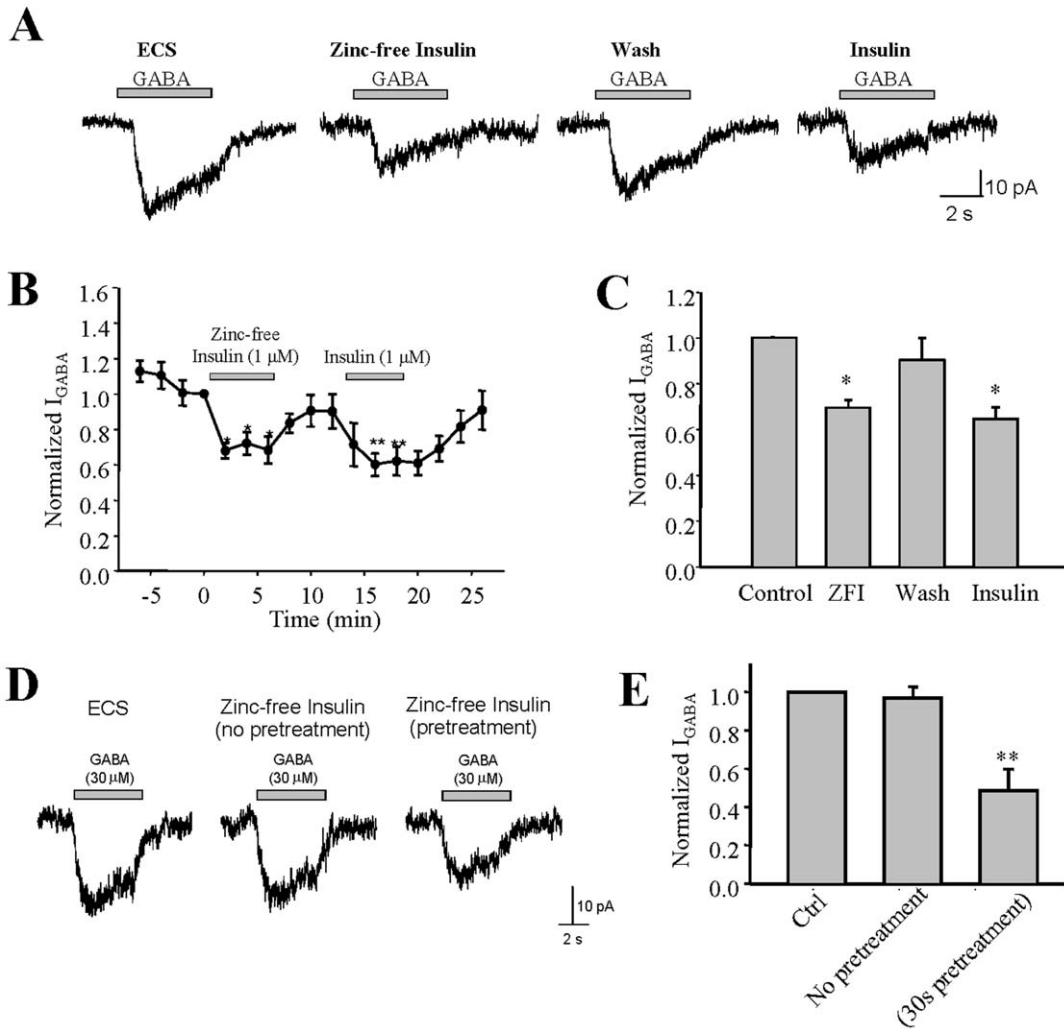 A
ECS
Zinc-free Insulin
Wash
Insulin
GABA
GABA
GABA
GABA
10 pA
2 s
B
Normalized I_GABA
1.6
1.4
1.2
1.0
0.8
0.6
0.4
0.2
0.0
Zinc-free
Insulin (1 μM)
Insulin (1 μM)
* * * ** **
-5 0 5 10 15 20 25
Time (min)
C
Normalized I_GABA
1.2
1.0
0.8
0.6
0.4
0.2
0.0
*
*
Control ZFI Wash Insulin
D
ECS
Zinc-free Insulin
(no pretreatment)
Zinc-free Insulin
(pretreatment)
GABA
(30 μM)
GABA
(30 μM)
GABA
(30 μM)
10 pA
2 s
E
Normalized I_GABA
1.0
0.8
0.6
0.4
0.2
0.0
**
Ctrl
No pretreatment
(30s pretreatment)